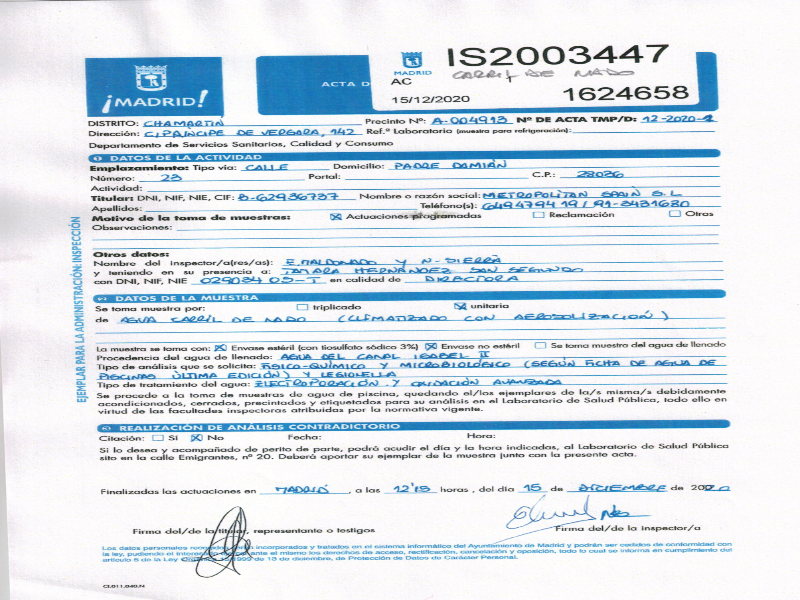 IS2003447
MADRID
CARRIL DE NADO
AC
¡MADRID!
ACTA D
15/12/2020
1624658
DISTRITO: CHAMARTÍN Precinto Nº: A-004913 Nº DE ACTA TMP/D: 12-2020-1
Dirección: C/PRÍNCIPE DE VERGARA, 142 Ref.º Laboratorio (muestra para refrigeración):
Departamento de Servicios Sanitarios, Calidad y Consumo
1 DATOS DE LA ACTIVIDAD
Emplazamiento: Tipo vía: CALLE Domicilio: PADRE DAMIÁN
Número: 23 Portal: C.P.: 28036
Actividad:
Titular: DNI, NIF, NIE, CIF: B-62936737 Nombre o razón social: METROPOLITAN SPAIN S.L
Apellidos: Teléfono(s): 649479419/91-3431680
Motivo de la toma de muestras: Actuaciones programadas Reclamación Otros
Observaciones:
Otros datos:
Nombre del inspector/a(res/as): E. MALDONADO Y N-DIERRA
y teniendo en su presencia a: TAMARA HERNÁNDEZ SAN SEGUNDO
con DNI, NIF, NIE 02903405-T en calidad de DIRECTORA
2 DATOS DE LA MUESTRA
Se toma muestra por: triplicado unitaria
de AGUA CARRIL DE NADO (CLIMATIZADO CON AEROSOLIZACIÓN)
La muestra se toma con: Envase estéril (con tiosulfato sódico 3%) Envase no estéril Se toma muestra del agua de llenado
Procedencia del agua de llenado: AGUA DEL CANAL ISABEL II
Tipo de análisis que se solicita: FÍSICO-QUÍMICO Y MICROBIOLÓGICO (SEGÚN FICHA DE AGUA DE
PISCINAS ÚLTIMA EDICIÓN) Y LEGIONELLA
Tipo de tratamiento del agua: ELECTROPORACIÓN Y OXIDACIÓN AVANZADA
Se procede a la toma de muestras de agua de piscina, quedando el/los ejemplares de la/s misma/s debidamente
acondicionados, cerrados, precintados y etiquetados para su análisis en el Laboratorio de Salud Pública, todo ello en
virtud de las facultades inspectoras atribuidas por la normativa vigente.
3 REALIZACIÓN DE ANÁLISIS CONTRADICTORIO
Citación: Sí No Fecha: Hora:
Si lo desea y acompañado de perito de parte, podrá acudir el día y la hora indicadas, al Laboratorio de Salud Pública
sito en la calle Emigrantes, nº 20. Deberá aportar su ejemplar de la muestra junto con la presente acta.
Finalizadas las actuaciones en MADRID, a las 12'15 horas, del día 15 de DICIEMBRE de 2020
Firma del/de la titular, representante o testigos
Firma del/de la inspector/a
Los datos personales recogidos serán incorporados y tratados en el sistema informático del Ayuntamiento de Madrid y podrán ser cedidos de conformidad con
la ley, pudiendo el interesado ejercer ante el mismo los derechos de acceso, rectificación, cancelación y oposición, todo lo cual se informa en cumplimiento del
artículo 5 de la Ley Orgánica 15/1999 de 13 de diciembre, de Protección de Datos de Carácter Personal.
CI.011.040.N
EJEMPLAR PARA LA ADMINISTRACIÓN: INSPECCIÓN